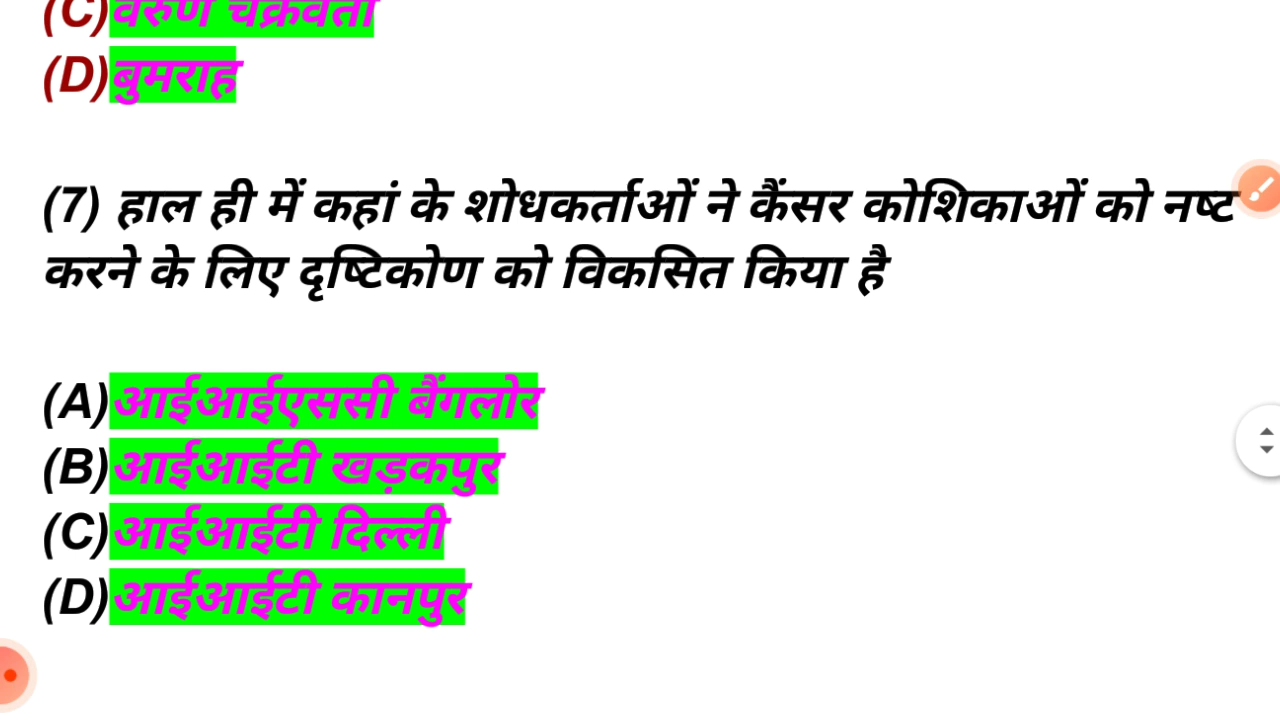 (C)वरुण चक्रवर्ती
(D)बुमराह
(7) हाल ही में कहां के शोधकर्ताओं ने कैंसर कोशिकाओं को नष्ट
करने के लिए दृष्टिकोण को विकसित किया है
(A)आईआईएससी बैंगलोर
(B)आईआईटी खड़कपुर
(C)आईआईटी दिल्ली
(D)आईआईटी कानपुर